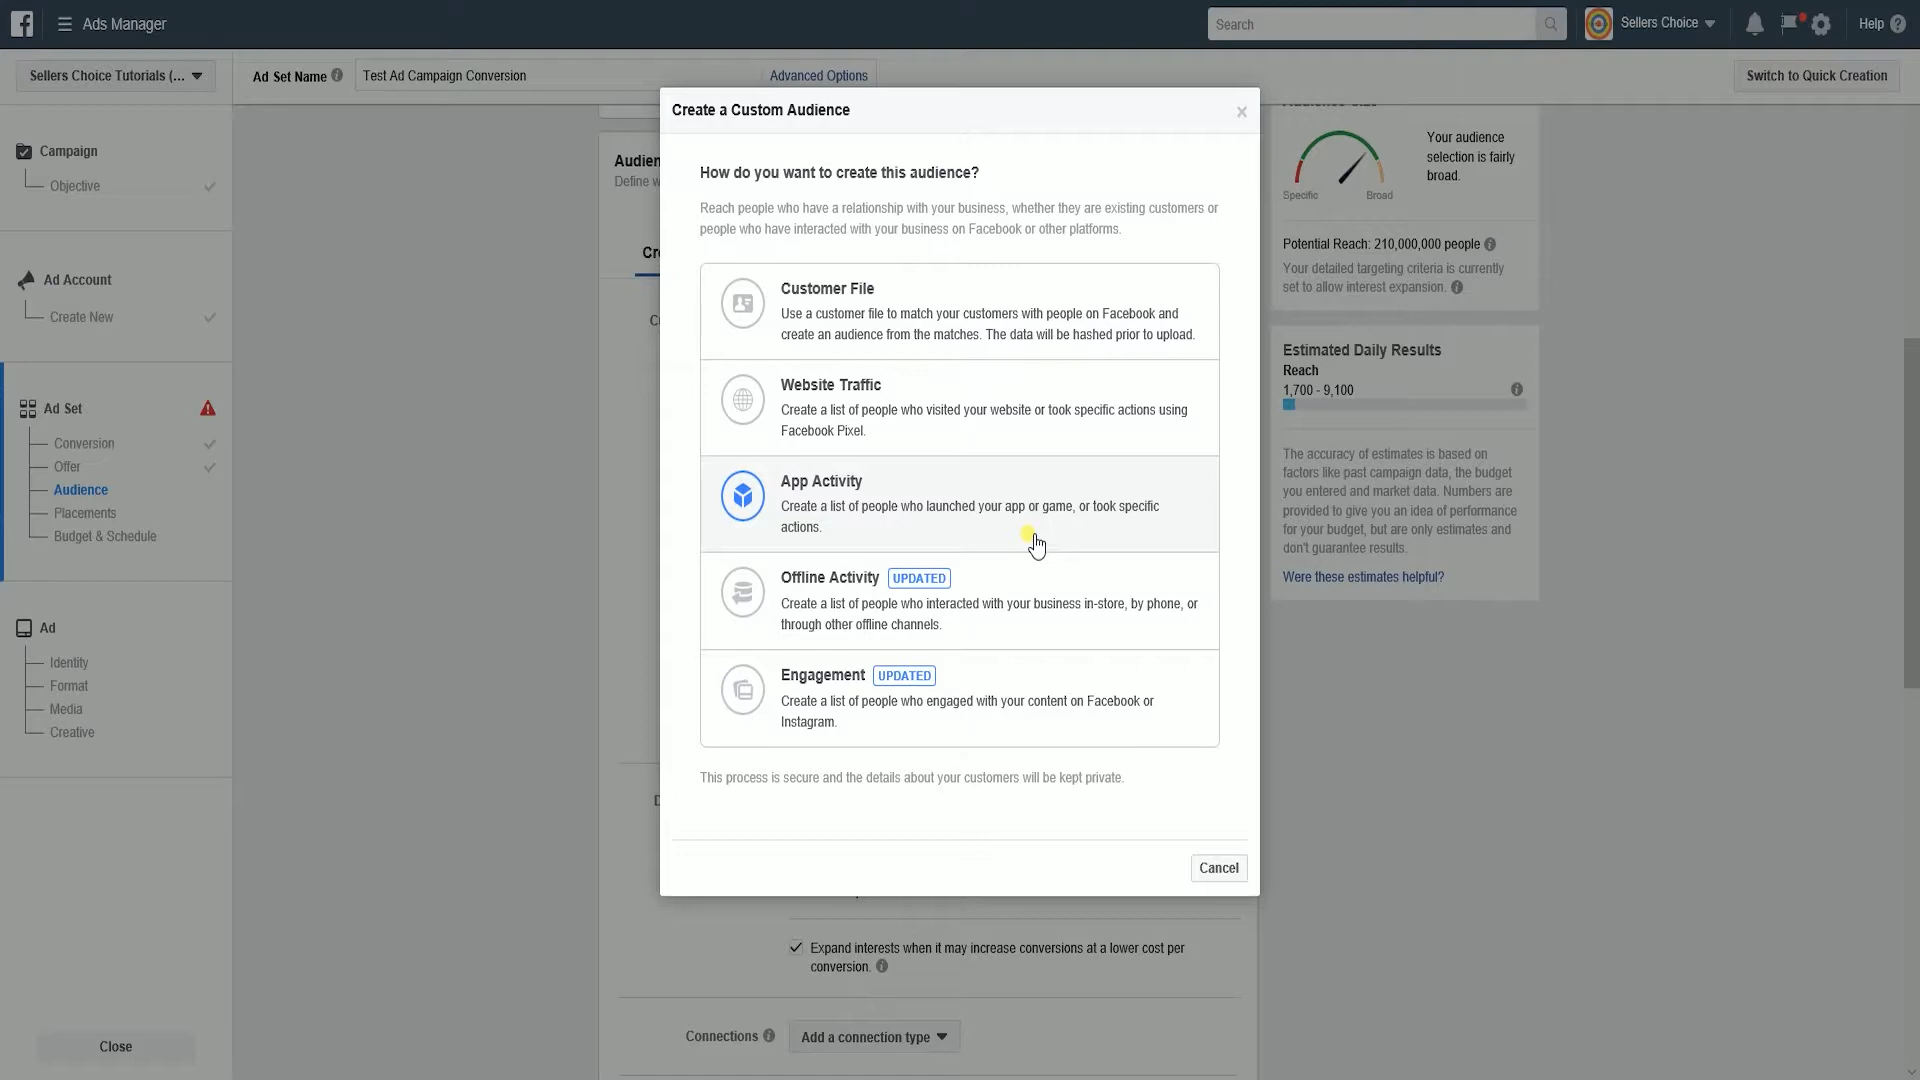 Ads Manager
Search
Sellers Choice
Help
Sellers Choice Tutorials (...
Ad Set Name
Test Ad Campaign Conversion
Advanced Options
Switch to Quick Creation
Campaign
Objective
Ad Account
Create New
Ad Set
Conversion
Offer
Audience
Placements
Budget & Schedule
Ad
Identity
Format
Media
Creative
Close
Create a Custom Audience
How do you want to create this audience?
Reach people who have a relationship with your business, whether they are existing customers or
people who have interacted with your business on Facebook or other platforms.
Customer File
Use a customer file to match your customers with people on Facebook and
create an audience from the matches. The data will be hashed prior to upload.
Website Traffic
Create a list of people who visited your website or took specific actions using
Facebook Pixel.
App Activity
Create a list of people who launched your app or game, or took specific
actions.
Offline Activity UPDATED
Create a list of people who interacted with your business in-store, by phone, or
through other offline channels.
Engagement UPDATED
Create a list of people who engaged with your content on Facebook or
Instagram.
This process is secure and the details about your customers will be kept private.
Cancel
Expand interests when it may increase conversions at a lower cost per
conversion.
Connections
Add a connection type
Your audience
selection is fairly
broad.
Specific
Broad
Potential Reach: 210,000,000 people
Your detailed targeting criteria is currently
set to allow interest expansion.
Estimated Daily Results
Reach
1,700 - 9,100
The accuracy of estimates is based on
factors like past campaign data, the budget
you entered and market data. Numbers are
provided to give you an idea of performance
for your budget, but are only estimates and
don't guarantee results.
Were these estimates helpful?